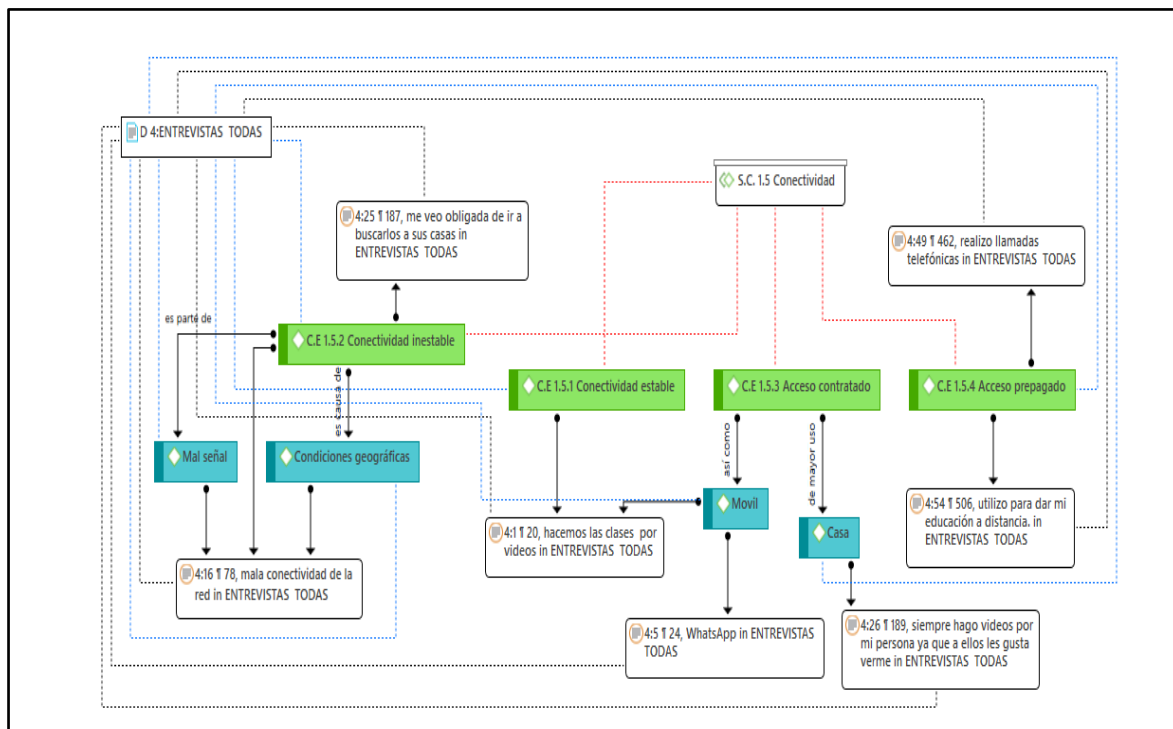 D 4:ENTREVISTAS TODAS
S.C. 1.5 Conectividad
4:25 ¶ 187, me veo obligada de ir a
buscarlos a sus casas in
ENTREVISTAS TODAS
4:49 ¶ 462, realizo llamadas
telefónicas in ENTREVISTAS TODAS
es parte de
C.E 1.5.2 Conectividad inestable
es causa de
C.E 1.5.1 Conectividad estable
C.E 1.5.3 Acceso contratado
C.E 1.5.4 Acceso prepagado
así como
de mayor uso
Mal señal
Condiciones geográficas
Movil
Casa
4:54 ¶ 506, utilizo para dar mi
educación a distancia. in
ENTREVISTAS TODAS
4:1 ¶ 20, hacemos las clases por
videos in ENTREVISTAS TODAS
4:16 ¶ 78, mala conectividad de la
red in ENTREVISTAS TODAS
4:5 ¶ 24, WhatsApp in ENTREVISTAS
TODAS
4:26 ¶ 189, siempre hago videos por
mi persona ya que a ellos les gusta
verme in ENTREVISTAS TODAS